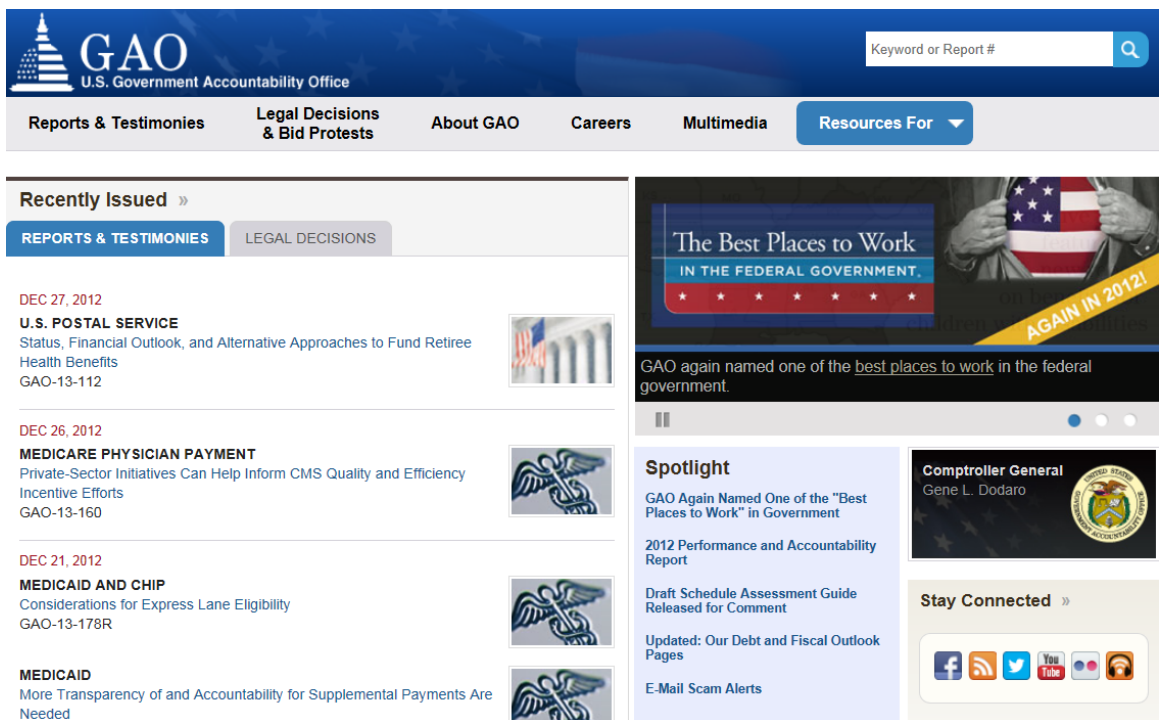 GAO
U.S. Government Accountability Office
Keyword or Report #
Reports & Testimonies
Legal Decisions
& Bid Protests
About GAO
Careers
Multimedia
Resources For
Recently Issued »
REPORTS & TESTIMONIES
LEGAL DECISIONS
DEC 27, 2012
U.S. POSTAL SERVICE
Status, Financial Outlook, and Alternative Approaches to Fund Retiree
Health Benefits
GAO-13-112
DEC 26, 2012
MEDICARE PHYSICIAN PAYMENT
Private-Sector Initiatives Can Help Inform CMS Quality and Efficiency
Incentive Efforts
GAO-13-160
DEC 21, 2012
MEDICAID AND CHIP
Considerations for Express Lane Eligibility
GAO-13-178R
MEDICAID
More Transparency of and Accountability for Supplemental Payments Are
Needed
The Best Places to Work
IN THE FEDERAL GOVERNMENT.
AGAIN IN 2012!
GAO again named one of the best places to work in the federal
government.
Spotlight
GAO Again Named One of the "Best
Places to Work" in Government
2012 Performance and Accountability
Report
Draft Schedule Assessment Guide
Released for Comment
Updated: Our Debt and Fiscal Outlook
Pages
E-Mail Scam Alerts
Comptroller General
Gene L. Dodaro
UNITED STATES
GOVERNMENT ACCOUNTABILITY OFFICE
Stay Connected »
You
Tube